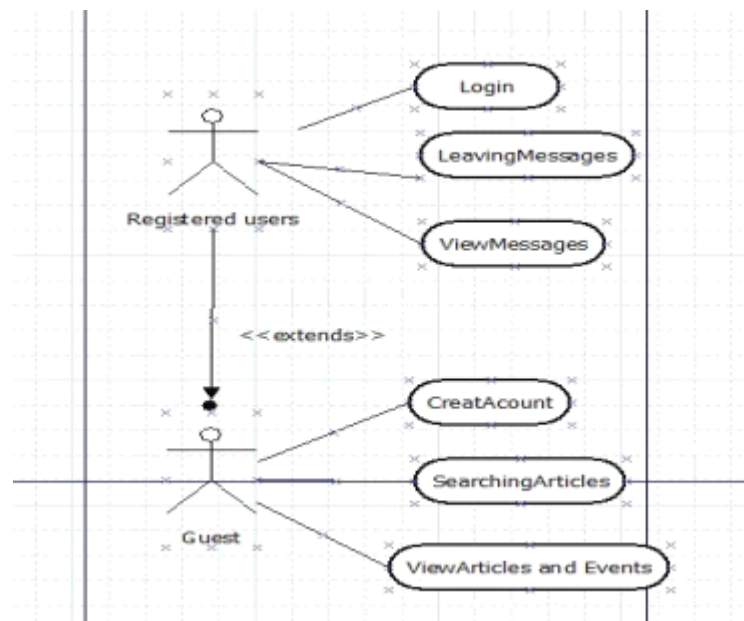 Login
LeavingMessages
Registered users
ViewMessages
<<extends>>
CreatAcount
SearchingArticles
Guest
ViewArticles and Events